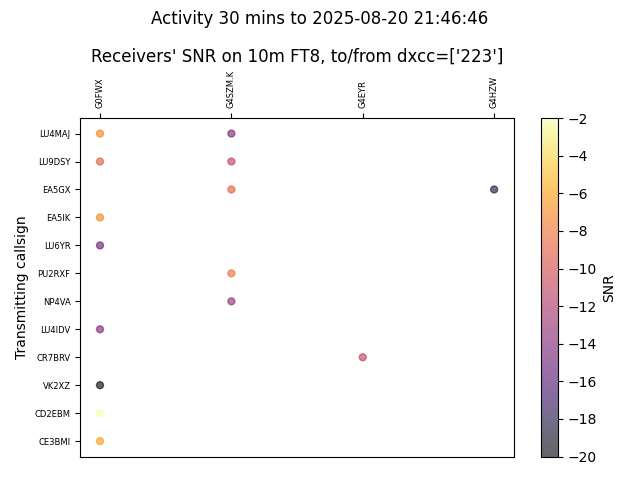 Activity 30 mins to 2025-08-20 21:46:46
Receivers' SNR on 10m FT8, to/from dxcc=['223']
G0FWX
G4SZM.K
G4EYR
G4HZW
Transmitting callsign
LU4MAJ
LU9DSY
EA5GX
EA5IK
LU6YR
PU2RXF
NP4VA
LU4IDV
CR7BRV
VK2XZ
CD2EBM
CE3BMI
−2
−4
−6
−8
−10
−12
−14
−16
−18
−20
SNR